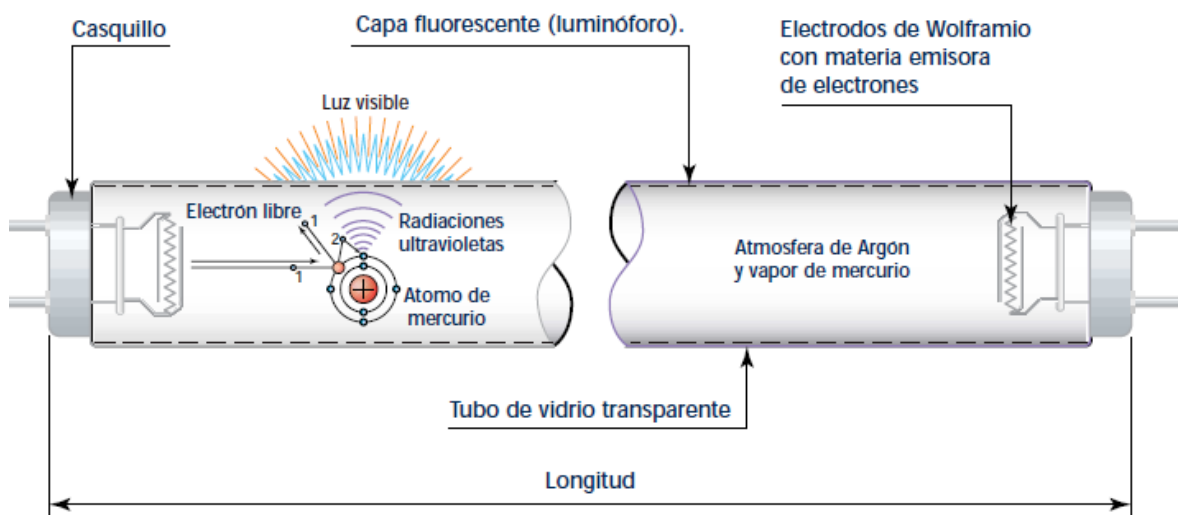 Casquillo
Capa fluorescente (luminóforo).
Electrodos de Wolframio
con materia emisora
de electrones
Luz visible
Electrón libre
1
2
1
Radiaciones
ultravioletas
Atomo de
mercurio
Atmosfera de Argón
y vapor de mercurio
Tubo de vidrio transparente
Longitud